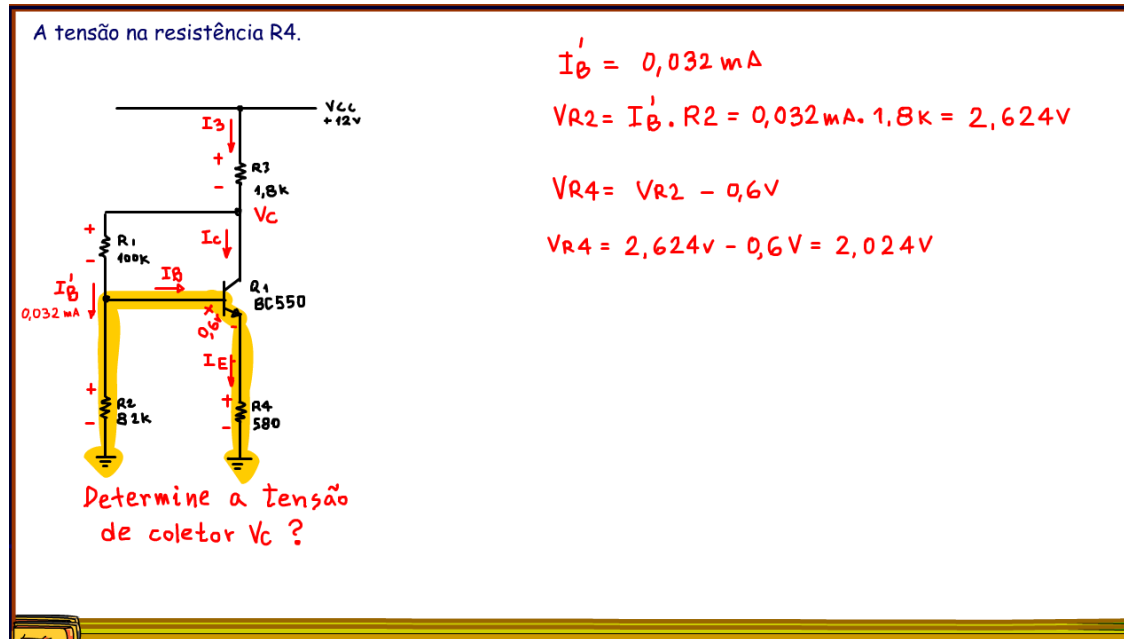 A tensão na resistência R4.
I'B = 0,032 mA
VR2 = I'B . R2 = 0,032 mA. 1,8K = 2,624V
VR4 = VR2 - 0,6V
VR4 = 2,624v - 0,6V = 2,024V
VCC
+12v
I3
+
-
R3
1,8K
VC
+
-
R1
100K
IC
I'B
0,032 mA
IB
Q1
BC550
+
0,6v
-
IE
+
-
R2
82K
+
-
R4
580
Determine a tensão
de coletor VC ?